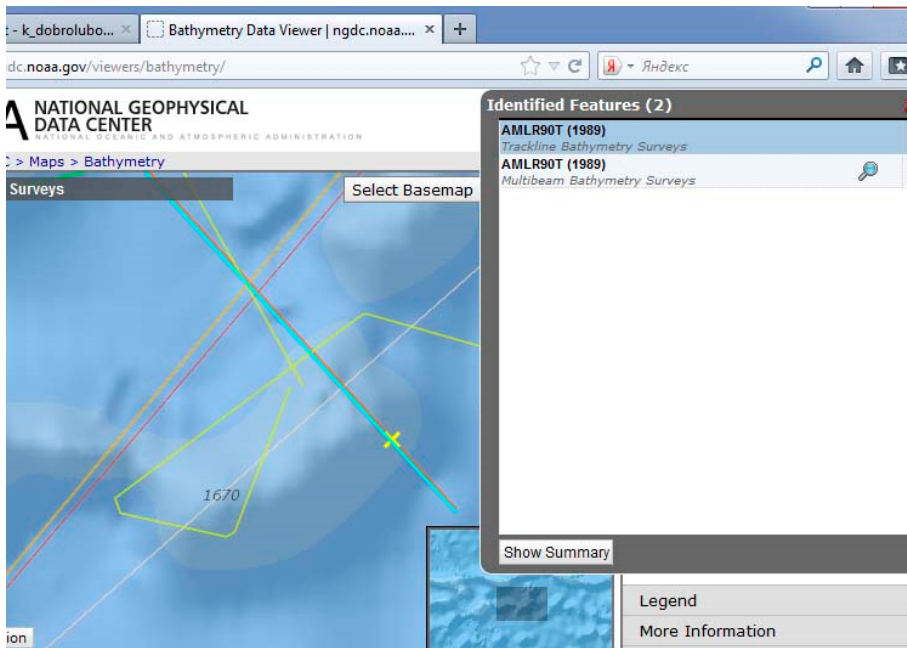 t - k_dobrolubo... ×
Bathymetry Data Viewer | ngdc.noaa.... × +
dc.noaa.gov/viewers/bathymetry/
Я Яндекс
A NATIONAL GEOPHYSICAL
DATA CENTER
NATIONAL OCEANIC AND ATMOSPHERIC ADMINISTRATION
C > Maps > Bathymetry
Surveys
Select Basemap
1670
ion
Identified Features (2)
AMLR90T (1989)
Trackline Bathymetry Surveys
AMLR90T (1989)
Multibeam Bathymetry Surveys
Show Summary
Legend
More Information